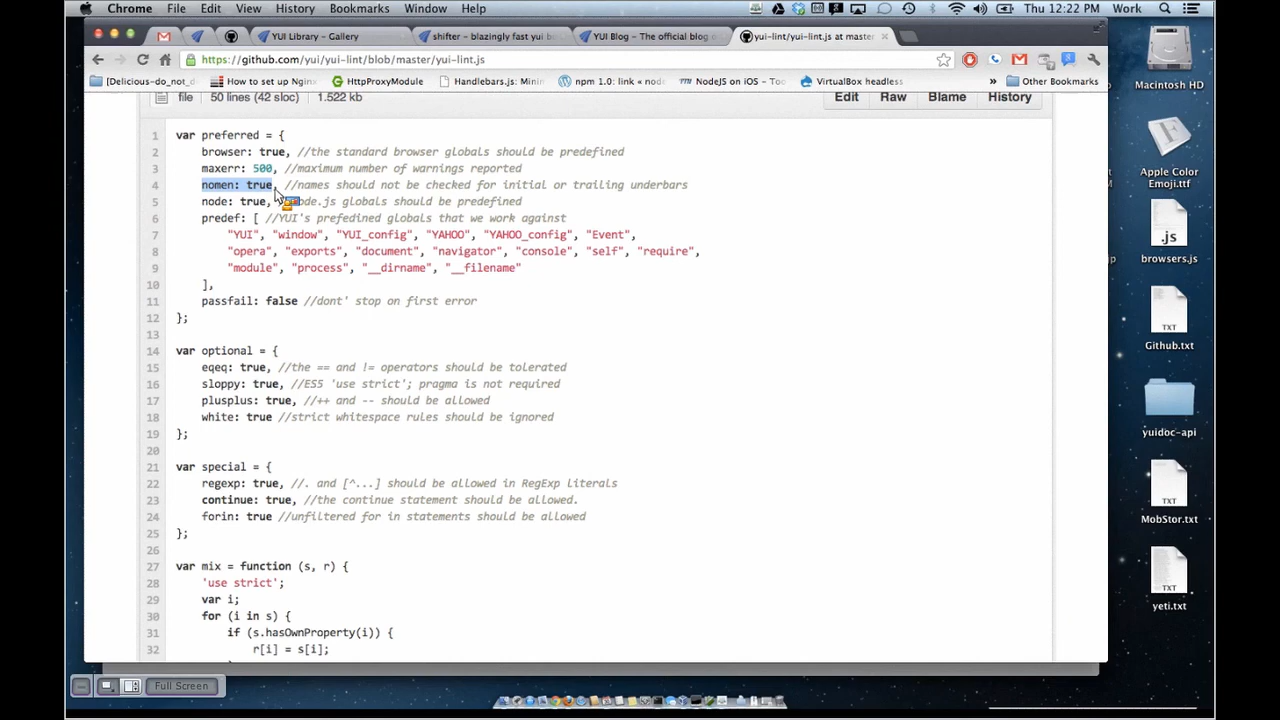 Chrome File Edit View History Bookmarks Window Help Thu 12:22 PM Work
YUI Library - Gallery shifter - blazingly fast yui b YUI Blog - The official blog o yui-lint/yui-lint.js at master
https://github.com/yui/yui-lint/blob/master/yui-lint.js
[Delicious-do_not_d How to set up Nginx HttpProxyModule Handlebars.js: Minim npm 1.0: link « node NodeJS on iOS - Too VirtualBox headless » Other Bookmarks
file 50 lines (42 sloc) 1.522 kb Edit Raw Blame History
1 var preferred = {
2 browser: true, //the standard browser globals should be predefined
3 maxerr: 500, //maximum number of warnings reported
4 nomen: true, //names should not be checked for initial or trailing underbars
5 node: true, de.js globals should be predefined
6 predef: [ //YUI's prefedined globals that we work against
7 "YUI", "window", "YUI_config", "YAHOO", "YAHOO_config", "Event",
8 "opera", "exports", "document", "navigator", "console", "self", "require",
9 "module", "process", "__dirname", "__filename"
10 ],
11 passfail: false //dont' stop on first error
12 };
13
14 var optional = {
15 eqeq: true, //the == and != operators should be tolerated
16 sloppy: true, //ES5 'use strict'; pragma is not required
17 plusplus: true, //++ and -- should be allowed
18 white: true //strict whitespace rules should be ignored
19 };
20
21 var special = {
22 regexp: true, //. and [^...] should be allowed in RegExp literals
23 continue: true, //the continue statement should be allowed.
24 forin: true //unfiltered for in statements should be allowed
25 };
26
27 var mix = function (s, r) {
28 'use strict';
29 var i;
30 for (i in s) {
31 if (s.hasOwnProperty(i)) {
32 r[i] = s[i];
Full Screen
Macintosh HD
Apple Color
Emoji.ttf
.js
browsers.js
TXT
Github.txt
yuidoc-api
TXT
MobStor.txt
TXT
yeti.txt